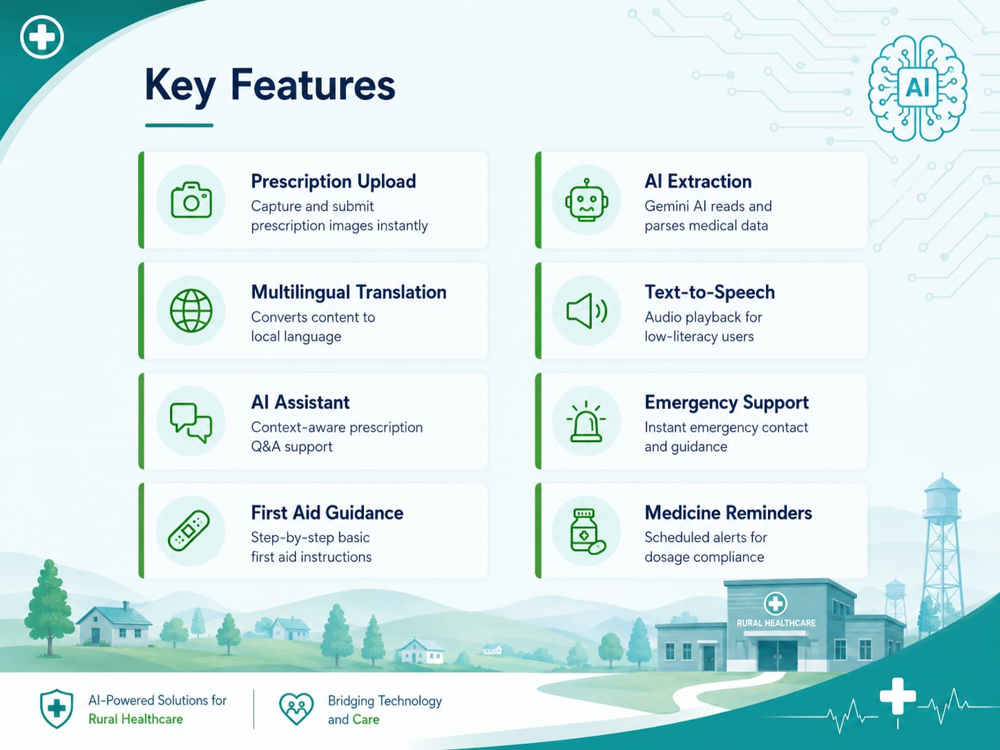 Key Features
AI
Prescription Upload
Capture and submit
prescription images instantly
AI Extraction
Gemini AI reads and
parses medical data
Multilingual Translation
Converts content to
local language
Text-to-Speech
Audio playback for
low-literacy users
AI Assistant
Context-aware prescription
Q&A support
Emergency Support
Instant emergency contact
and guidance
First Aid Guidance
Step-by-step basic
first aid instructions
Medicine Reminders
Scheduled alerts for
dosage compliance
RURAL HEALTHCARE
AI-Powered Solutions for
Rural Healthcare
Bridging Technology
and Care